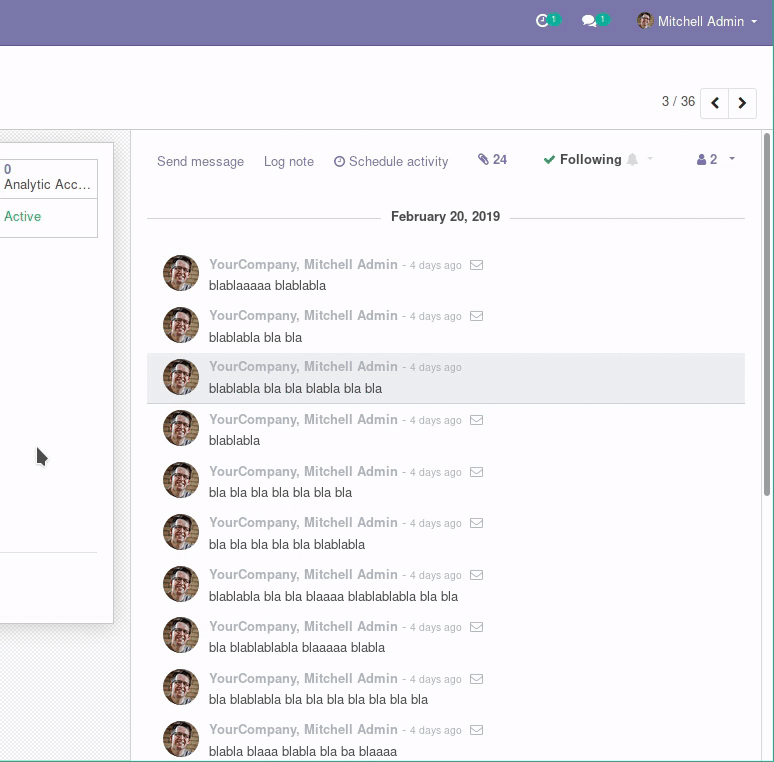 1
1
Mitchell Admin
3 / 36
0
Analytic Acc...
Active
Send message Log note Schedule activity 24 Following 2
February 20, 2019
YourCompany, Mitchell Admin - 4 days ago
blablaaaaa blablabla
YourCompany, Mitchell Admin - 4 days ago
blablabla bla bla
YourCompany, Mitchell Admin - 4 days ago
blablabla bla bla blabla bla bla
YourCompany, Mitchell Admin - 4 days ago
blablabla
YourCompany, Mitchell Admin - 4 days ago
bla bla bla bla bla bla bla
YourCompany, Mitchell Admin - 4 days ago
bla bla bla bla bla blablabla
YourCompany, Mitchell Admin - 4 days ago
blablabla bla bla blaaaa blablablabla bla bla
YourCompany, Mitchell Admin - 4 days ago
bla blablablabla blaaaaa blabla
YourCompany, Mitchell Admin - 4 days ago
bla blablabla bla bla bla bla bla bla bla
YourCompany, Mitchell Admin - 4 days ago
blabla blaaa blabla bla ba blaaaa